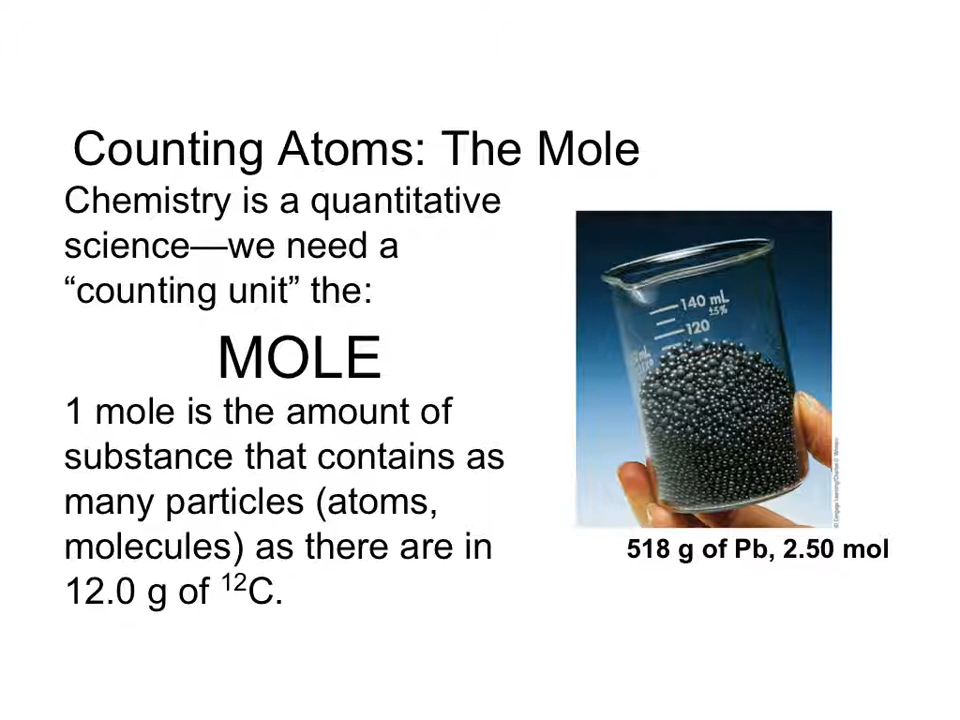 Counting Atoms: The Mole
Chemistry is a quantitative
science—we need a
“counting unit” the:
MOLE
1 mole is the amount of
substance that contains as
many particles (atoms,
molecules) as there are in
12.0 g of ¹²C.
140 mL
±5%
120
518 g of Pb, 2.50 mol